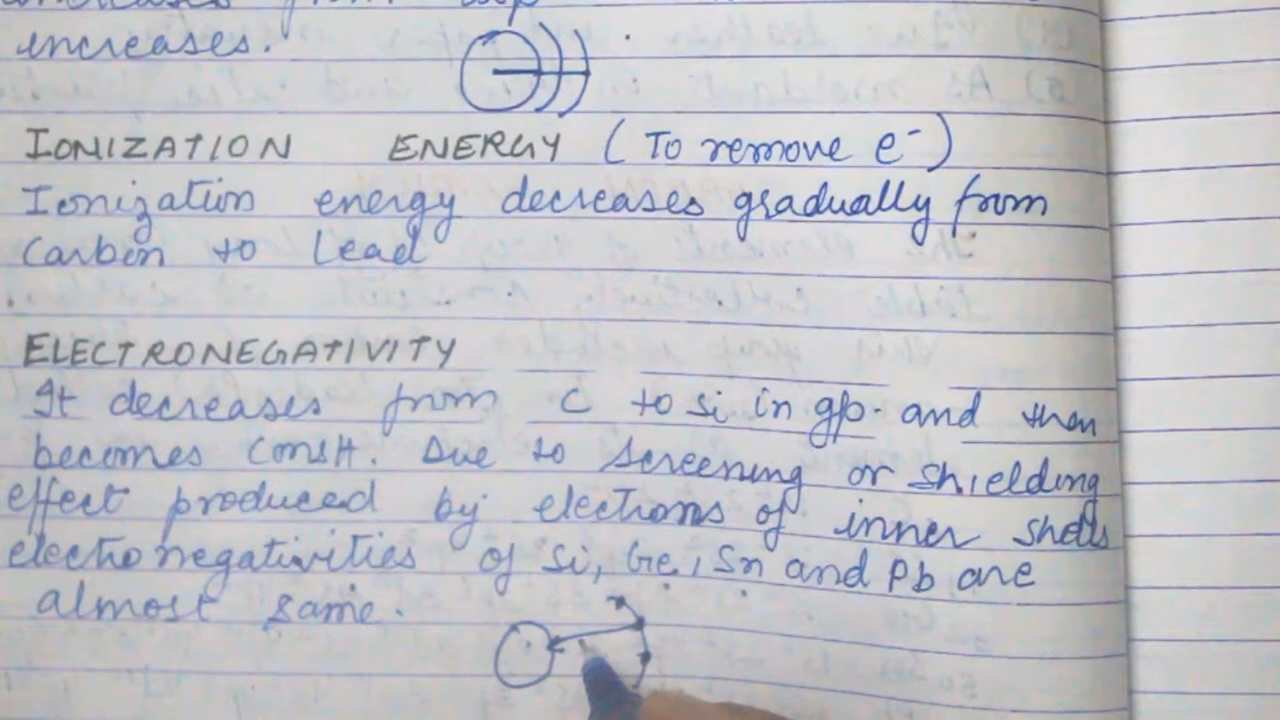 increases.
IONIZATION ENERGY (To remove e⁻)
Ionization energy decreases gradually from
Carbon to Lead
ELECTRONEGATIVITY
It decreases from C to Si in gp. and then
becomes constt. Due to Screening or shielding
effect produced by electrons of inner shells
electronegativities of Si, Ge, Sn and Pb are
almost same.